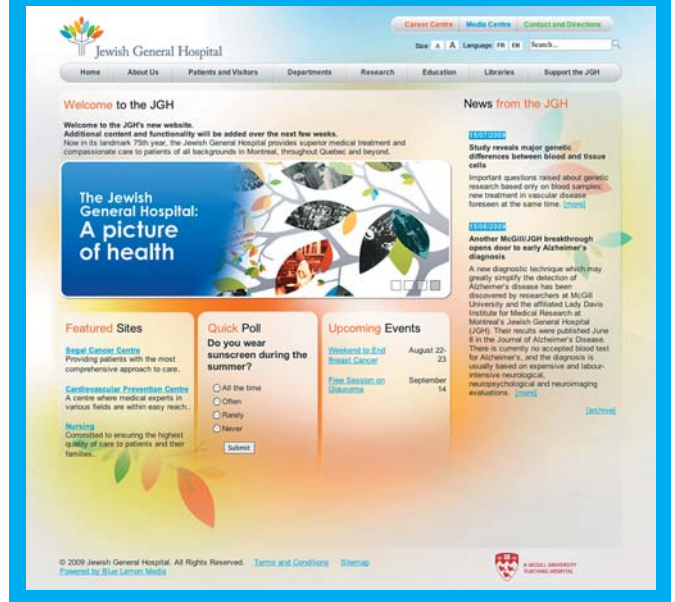 Career Centre Media Centre Contact and Directions
Jewish General Hospital
Size: A A Language: FR EN Search...
Home About Us Patients and Visitors Departments Research Education Libraries Support the JGH
Welcome to the JGH
Welcome to the JGH's new website.
Additional content and functionality will be added over the next few weeks.
Now in its landmark 75th year, the Jewish General Hospital provides superior medical treatment and
compassionate care to patients of all backgrounds in Montreal, throughout Quebec and beyond.
The Jewish
General Hospital:
A picture
of health
Featured Sites
Segal Cancer Centre
Providing patients with the most
comprehensive approach to care..
Cardiovascular Prevention Centre
A centre where medical experts in
various fields are within easy reach..
Nursing
Committed to ensuring the highest
quality of care to patients and their
families..
Quick Poll
Do you wear
sunscreen during the
summer?
All the time
Often
Rarely
Never
Submit
Upcoming Events
Weekend to End
Breast Cancer
August 22-
23
Free Session on
Glaucoma
September
14
News from the JGH
15/07/2009
Study reveals major genetic
differences between blood and tissue
cells
Important questions raised about genetic
research based only on blood samples;
new treatment in vascular disease
foreseen at the same time. [more]
15/06/2009
Another McGill/JGH breakthrough
opens door to early Alzheimer's
diagnosis
A new diagnostic technique which may
greatly simplify the detection of
Alzheimer's disease has been
discovered by researchers at McGill
University and the affiliated Lady Davis
Institute for Medical Research at
Montreal's Jewish General Hospital
(JGH). Their results were published June
8 in the Journal of Alzheimer's Disease.
There is currently no accepted blood test
for Alzheimer's, and the diagnosis is
usually based on expensive and labour-
intensive neurological,
neuropsychological and neuroimaging
evaluations. [more]
[archive]
© 2009 Jewish General Hospital. All Rights Reserved. Terms and Conditions Sitemap
Powered by Blue Lemon Media
A MCGILL UNIVERSITY
TEACHING HOSPITAL